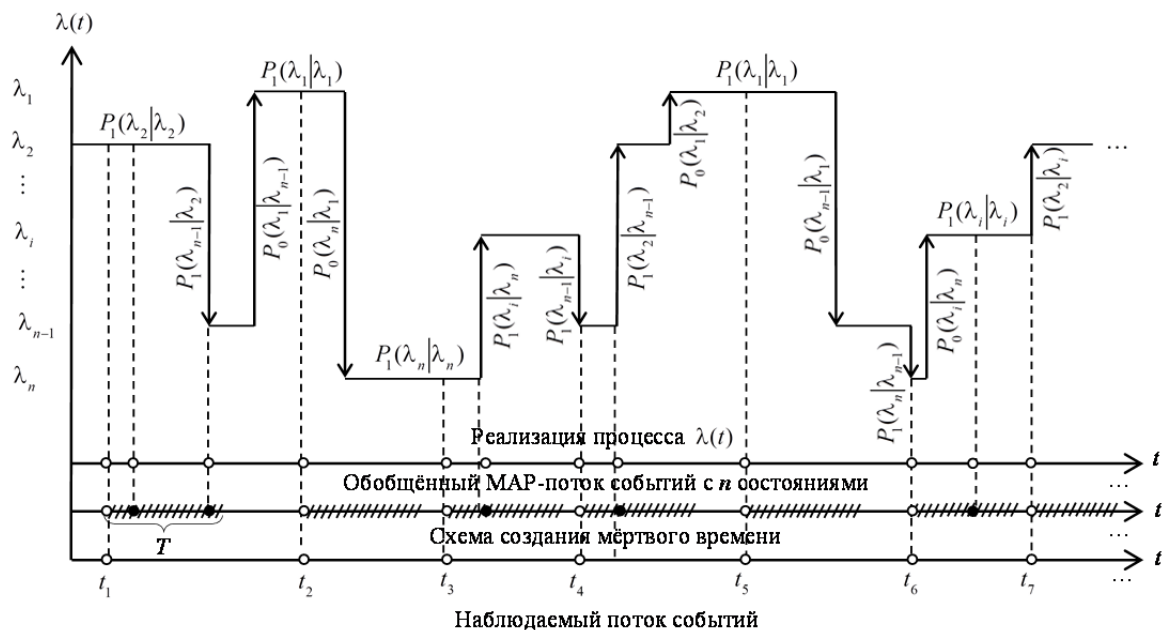 λ(t)
P₁(λ₁|λ₁)
P₁(λ₁|λ₁)
λ₁
P₁(λ₂|λ₂)
λ₂
...
⋮
λᵢ
⋮
λₙ₋₁
λₙ
P₁(λₙ₋₁|λ₂)
P₀(λ₁|λₙ₋₁)
P₀(λₙ|λ₁)
P₁(λₙ|λₙ)
P₁(λᵢ|λₙ)
P₁(λₙ₋₁|λᵢ)
P₁(λ₂|λₙ₋₁)
P₀(λ₁|λ₂)
P₀(λₙ₋₁|λ₁)
P₁(λₙ|λₙ₋₁)
P₀(λᵢ|λₙ)
P₁(λᵢ|λᵢ)
P₁(λ₂|λᵢ)
Реализация процесса λ(t)
t
Обобщённый МАР-поток событий с n состояниями
...
t
T
Схема создания мёртвого времени
...
t
t₁ t₂ t₃ t₄ t₅ t₆ t₇ ...
Наблюдаемый поток событий